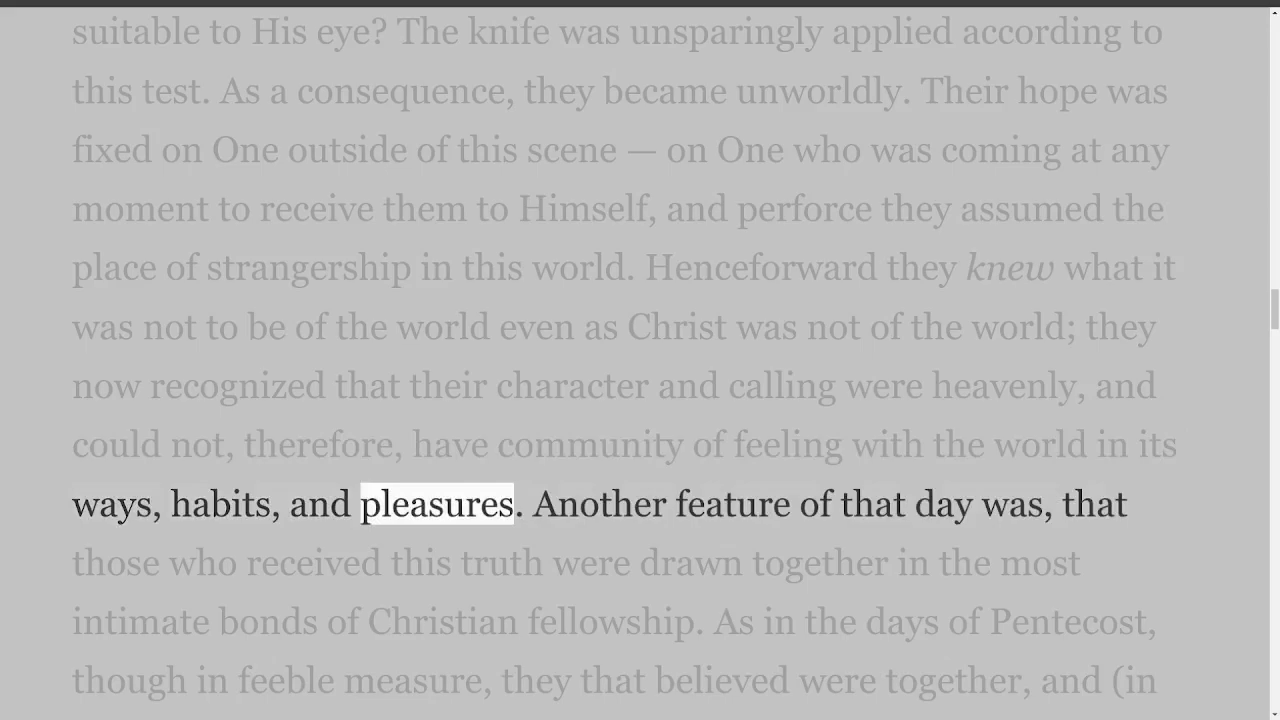 suitable to His eye? The knife was unsparingly applied according to
this test. As a consequence, they became unworldly. Their hope was
fixed on One outside of this scene — on One who was coming at any
moment to receive them to Himself, and perforce they assumed the
place of strangership in this world. Henceforward they knew what it
was not to be of the world even as Christ was not of the world; they
now recognized that their character and calling were heavenly, and
could not, therefore, have community of feeling with the world in its
ways, habits, and pleasures. Another feature of that day was, that
those who received this truth were drawn together in the most
intimate bonds of Christian fellowship. As in the days of Pentecost,
though in feeble measure, they that believed were together, and (in